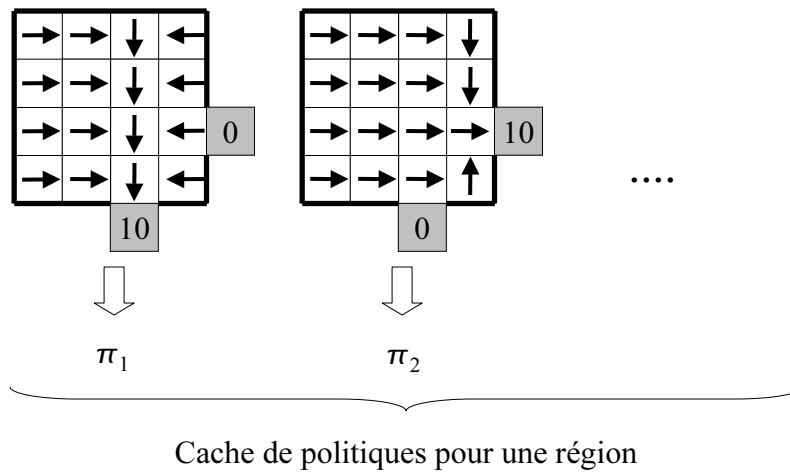 0 10
10 0
....
π1 π2
Cache de politiques pour une région